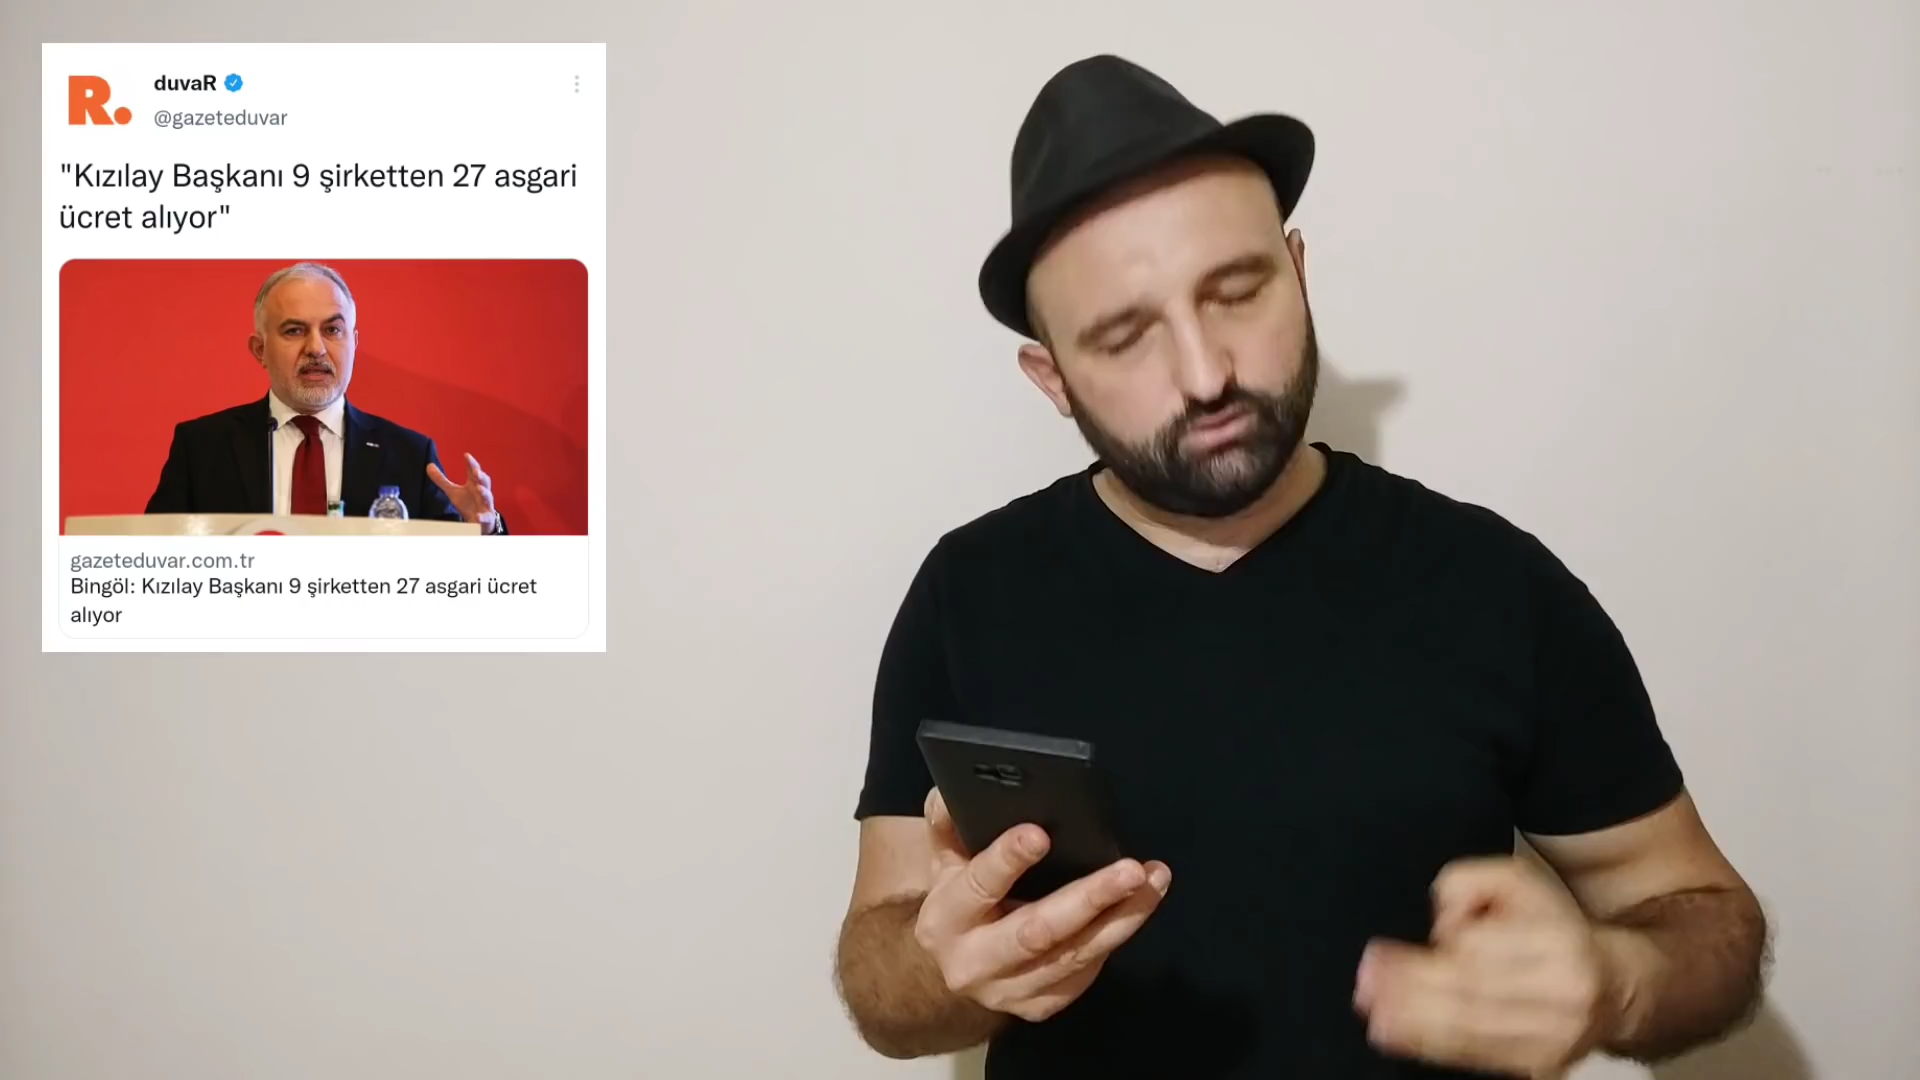 duvaR
@gazeteduvar
"Kızılay Başkanı 9 şirketten 27 asgari
ücret alıyor"
gazeteduvar.com.tr
Bingöl: Kızılay Başkanı 9 şirketten 27 asgari ücret
alıyor